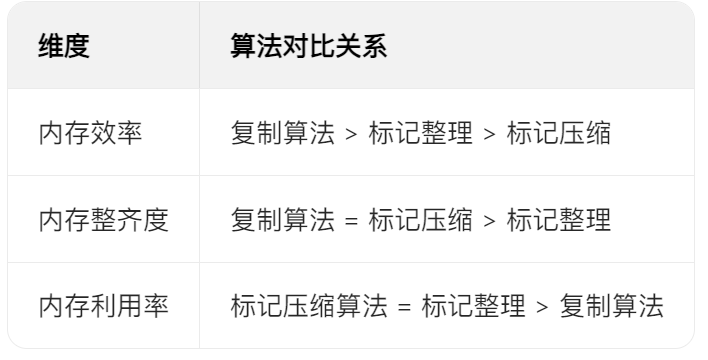 维度 算法对比关系
内存效率 复制算法 > 标记整理 > 标记压缩
内存整齐度 复制算法 = 标记压缩 > 标记整理
内存利用率 标记压缩算法 = 标记整理 > 复制算法